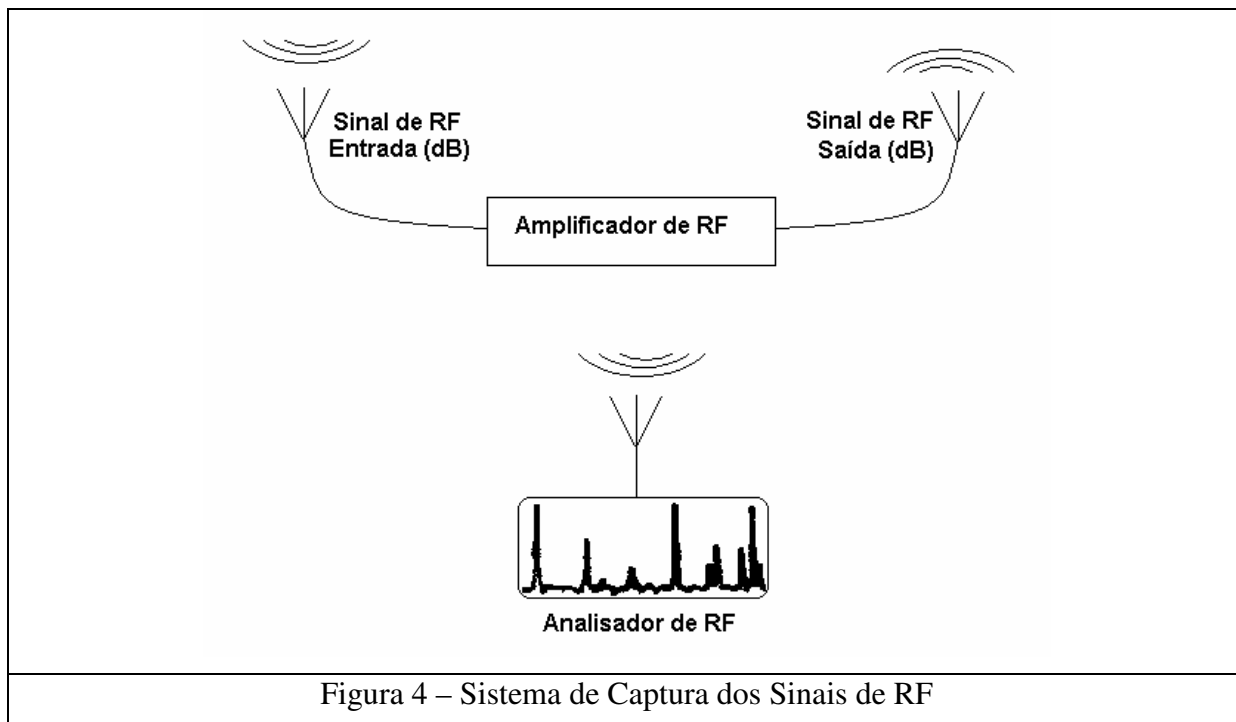 Sinal de RF
Entrada (dB)
Sinal de RF
Saída (dB)
Amplificador de RF
Analisador de RF
Figura 4 – Sistema de Captura dos Sinais de RF